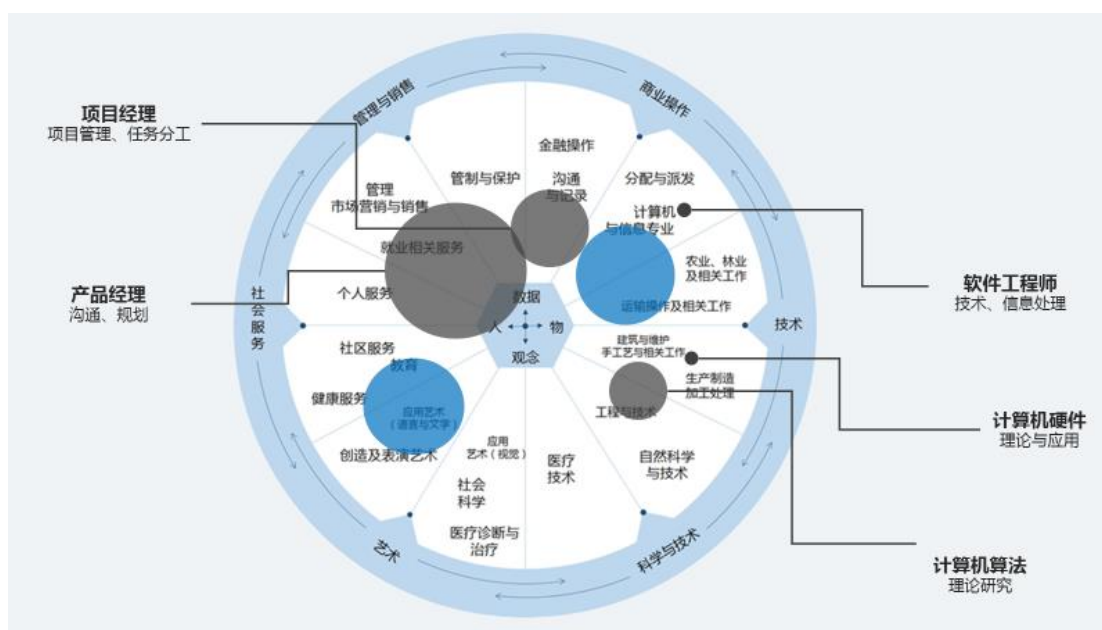 项目经理
项目管理、任务分工
产品经理
沟通、规划
管理与销售
商业操作
社会服务
技术
艺术
科学与技术
金融操作
管制与保护
沟通
与记录
分配与派发
管理
市场营销与销售
计算机
与信息专业
就业相关服务
农业、林业
及相关工作
个人服务
运输操作及相关工作
数据
人
物
观念
社区服务
教育
建筑与维护
手工艺与相关工作
生产制造
加工处理
健康服务
应用艺术
（语言与文学）
工程与技术
创造及表演艺术
应用
艺术（视觉）
医疗
技术
自然科学
与技术
社会
科学
医疗诊断与
治疗
软件工程师
技术、信息处理
计算机硬件
理论与应用
计算机算法
理论研究